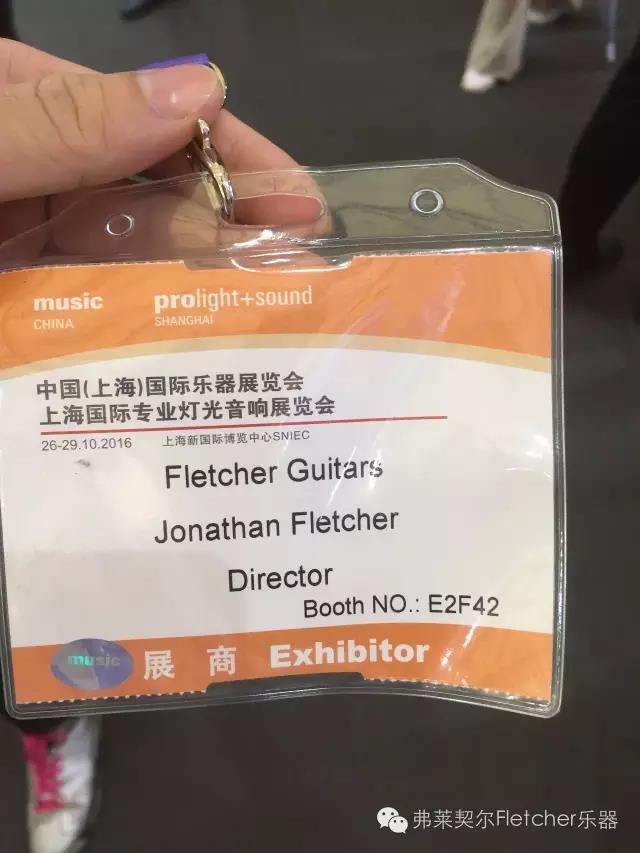 music prolight+sound
CHINA SHANGHAI
中国(上海)国际乐器展览会
上海国际专业灯光音响展览会
26-29.10.2016 上海新国际博览中心SNIEC
Fletcher Guitars
Jonathan Fletcher
Director
Booth NO.: E2F42
music 展 商 Exhibitor
弗莱契尔Fletcher乐器